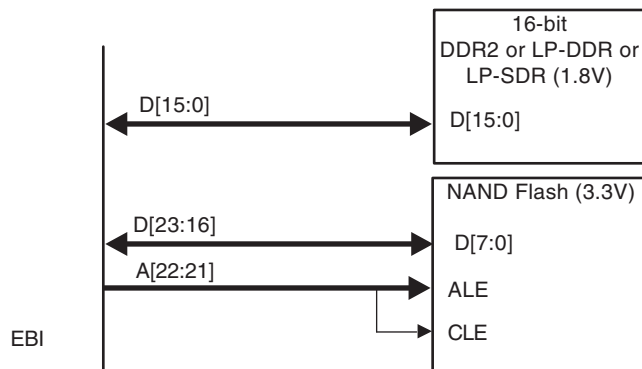 16-bit
DDR2 or LP-DDR or
LP-SDR (1.8V)
D[15:0]
D[15:0]
NAND Flash (3.3V)
D[23:16]
D[7:0]
A[22:21]
ALE
CLE
EBI